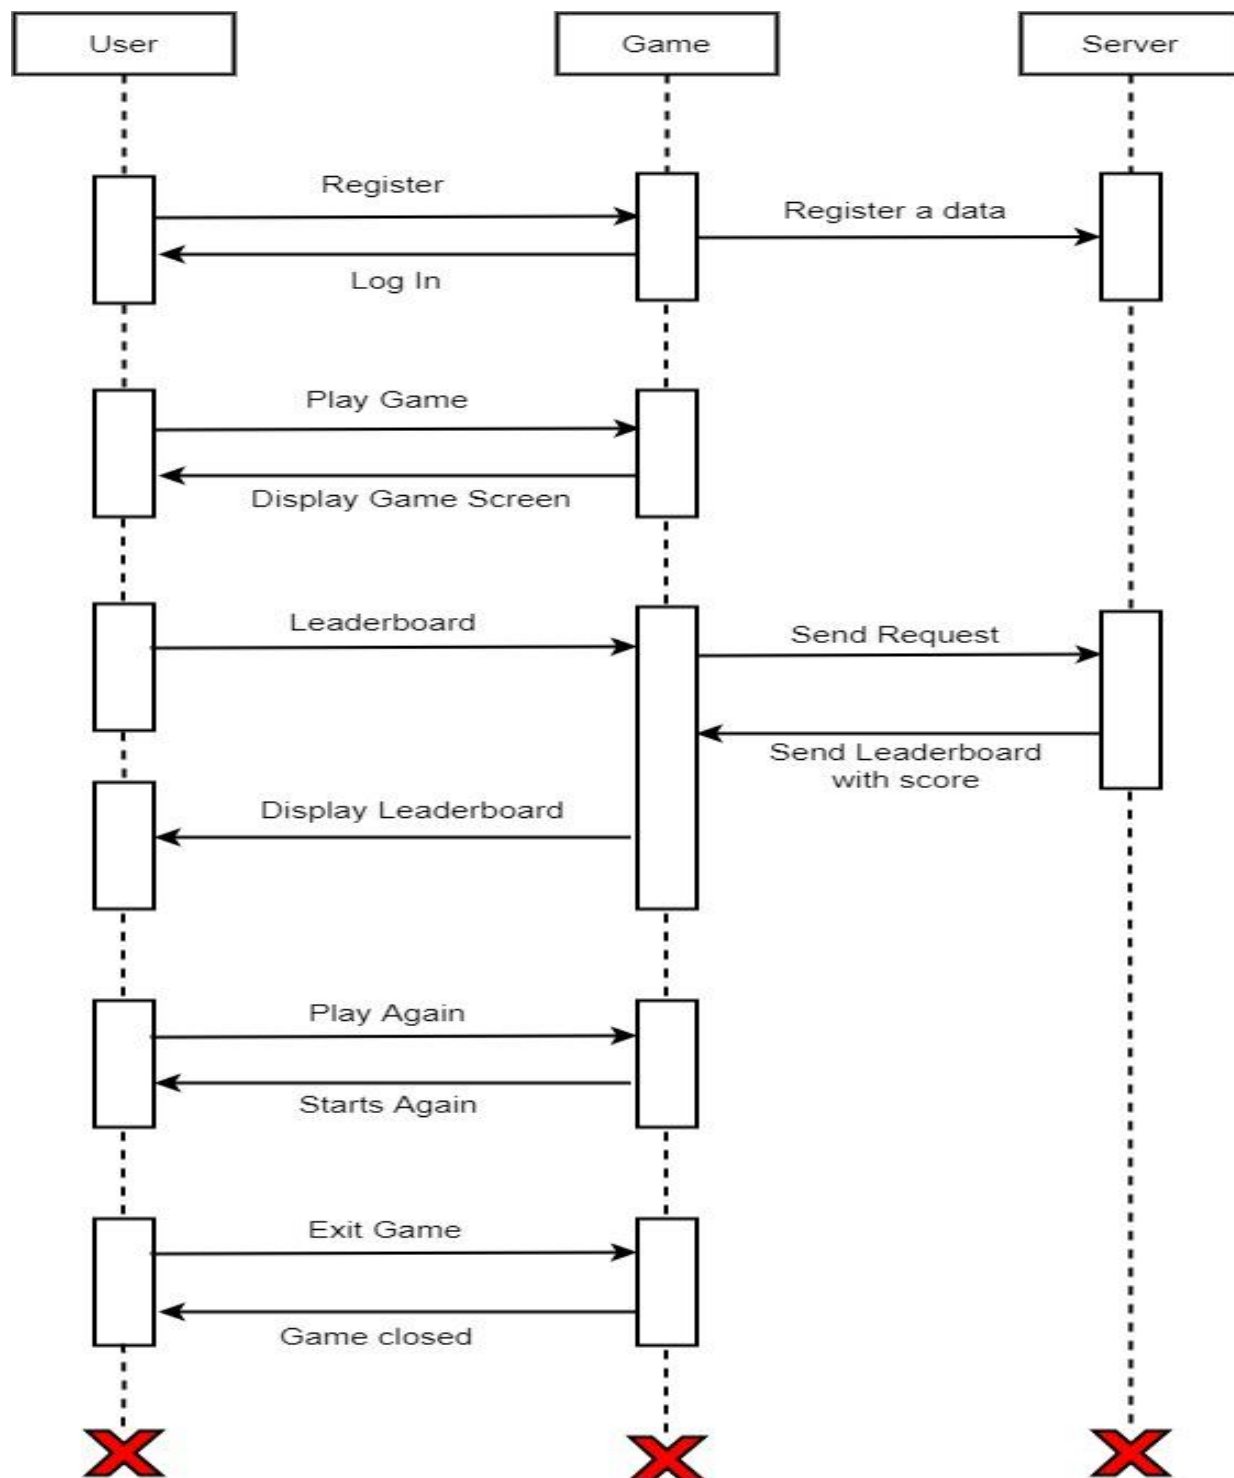 User
Game
Server
Register
Register a data
Log In
Play Game
Display Game Screen
Leaderboard
Send Request
Send Leaderboard
with score
Display Leaderboard
Play Again
Starts Again
Exit Game
Game closed